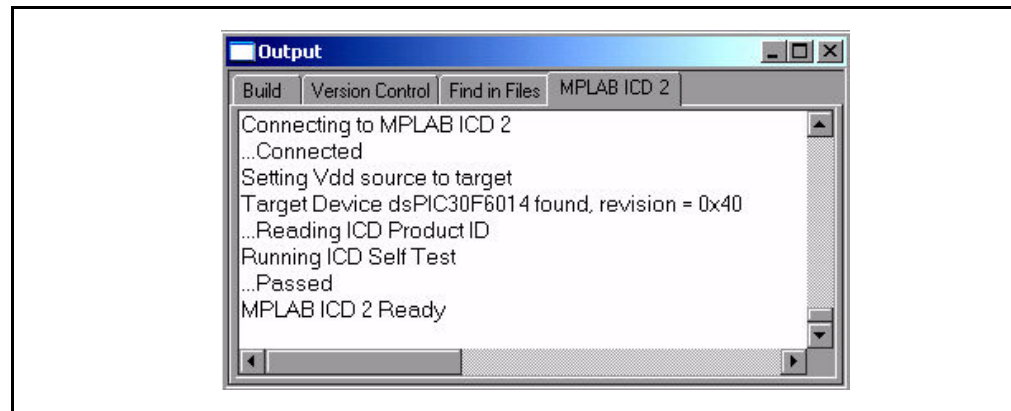 Output
Build Version Control Find in Files MPLAB ICD 2
Connecting to MPLAB ICD 2
...Connected
Setting Vdd source to target
Target Device dsPIC30F6014 found, revision = 0x40
...Reading ICD Product ID
Running ICD Self Test
...Passed
MPLAB ICD 2 Ready